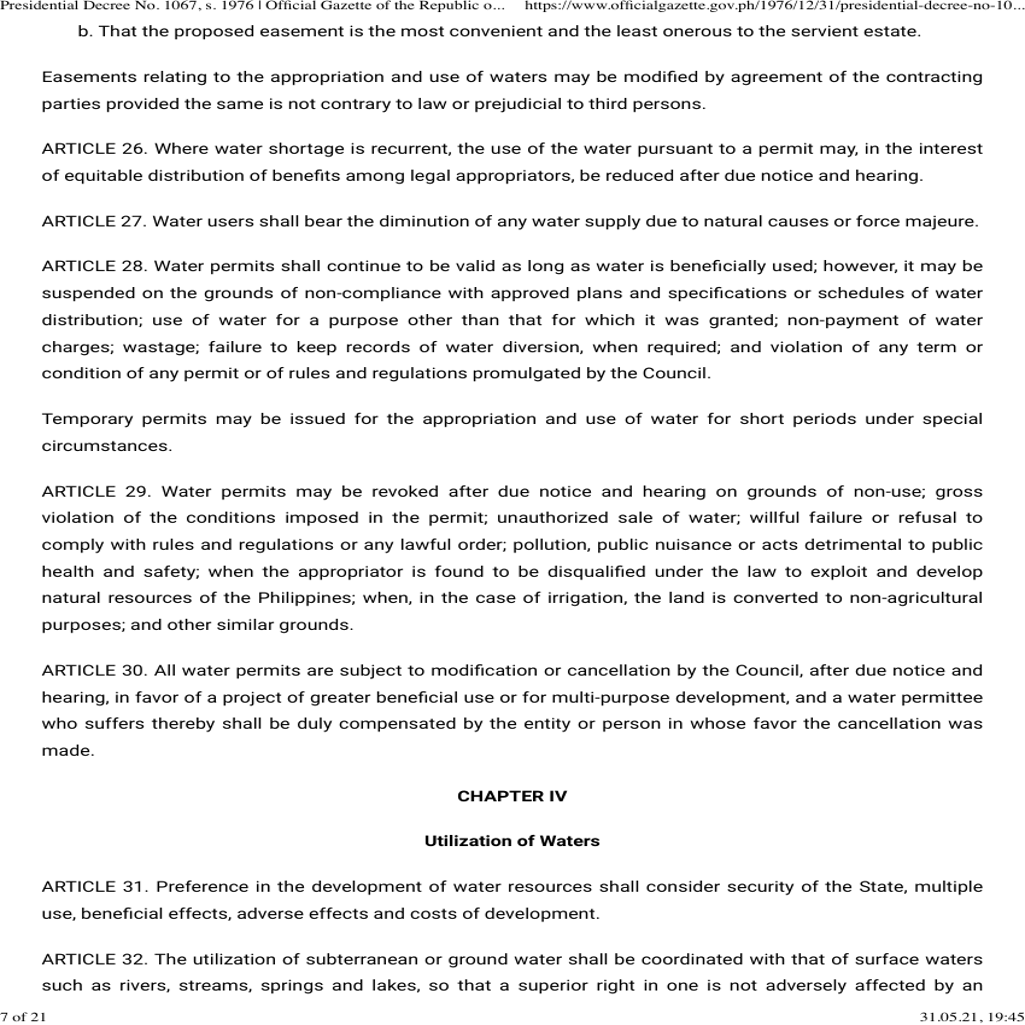 Presidential Decree No. 1067, s. 1976 | Official Gazette of the Republic o... https://www.officialgazette.gov.ph/1976/12/31/presidential-decree-no-10...
b. That the proposed easement is the most convenient and the least onerous to the servient estate.
Easements relating to the appropriation and use of waters may be modified by agreement of the contracting
parties provided the same is not contrary to law or prejudicial to third persons.
ARTICLE 26. Where water shortage is recurrent, the use of the water pursuant to a permit may, in the interest
of equitable distribution of benefits among legal appropriators, be reduced after due notice and hearing.
ARTICLE 27. Water users shall bear the diminution of any water supply due to natural causes or force majeure.
ARTICLE 28. Water permits shall continue to be valid as long as water is beneficially used; however, it may be
suspended on the grounds of non-compliance with approved plans and specifications or schedules of water
distribution; use of water for a purpose other than that for which it was granted; non-payment of water
charges; wastage; failure to keep records of water diversion, when required; and violation of any term or
condition of any permit or of rules and regulations promulgated by the Council.
Temporary permits may be issued for the appropriation and use of water for short periods under special
circumstances.
ARTICLE 29. Water permits may be revoked after due notice and hearing on grounds of non-use; gross
violation of the conditions imposed in the permit; unauthorized sale of water; willful failure or refusal to
comply with rules and regulations or any lawful order; pollution, public nuisance or acts detrimental to public
health and safety; when the appropriator is found to be disqualified under the law to exploit and develop
natural resources of the Philippines; when, in the case of irrigation, the land is converted to non-agricultural
purposes; and other similar grounds.
ARTICLE 30. All water permits are subject to modification or cancellation by the Council, after due notice and
hearing, in favor of a project of greater beneficial use or for multi-purpose development, and a water permittee
who suffers thereby shall be duly compensated by the entity or person in whose favor the cancellation was
made.
CHAPTER IV
Utilization of Waters
ARTICLE 31. Preference in the development of water resources shall consider security of the State, multiple
use, beneficial effects, adverse effects and costs of development.
ARTICLE 32. The utilization of subterranean or ground water shall be coordinated with that of surface waters
such as rivers, streams, springs and lakes, so that a superior right in one is not adversely affected by an
7 of 21 31.05.21, 19:45